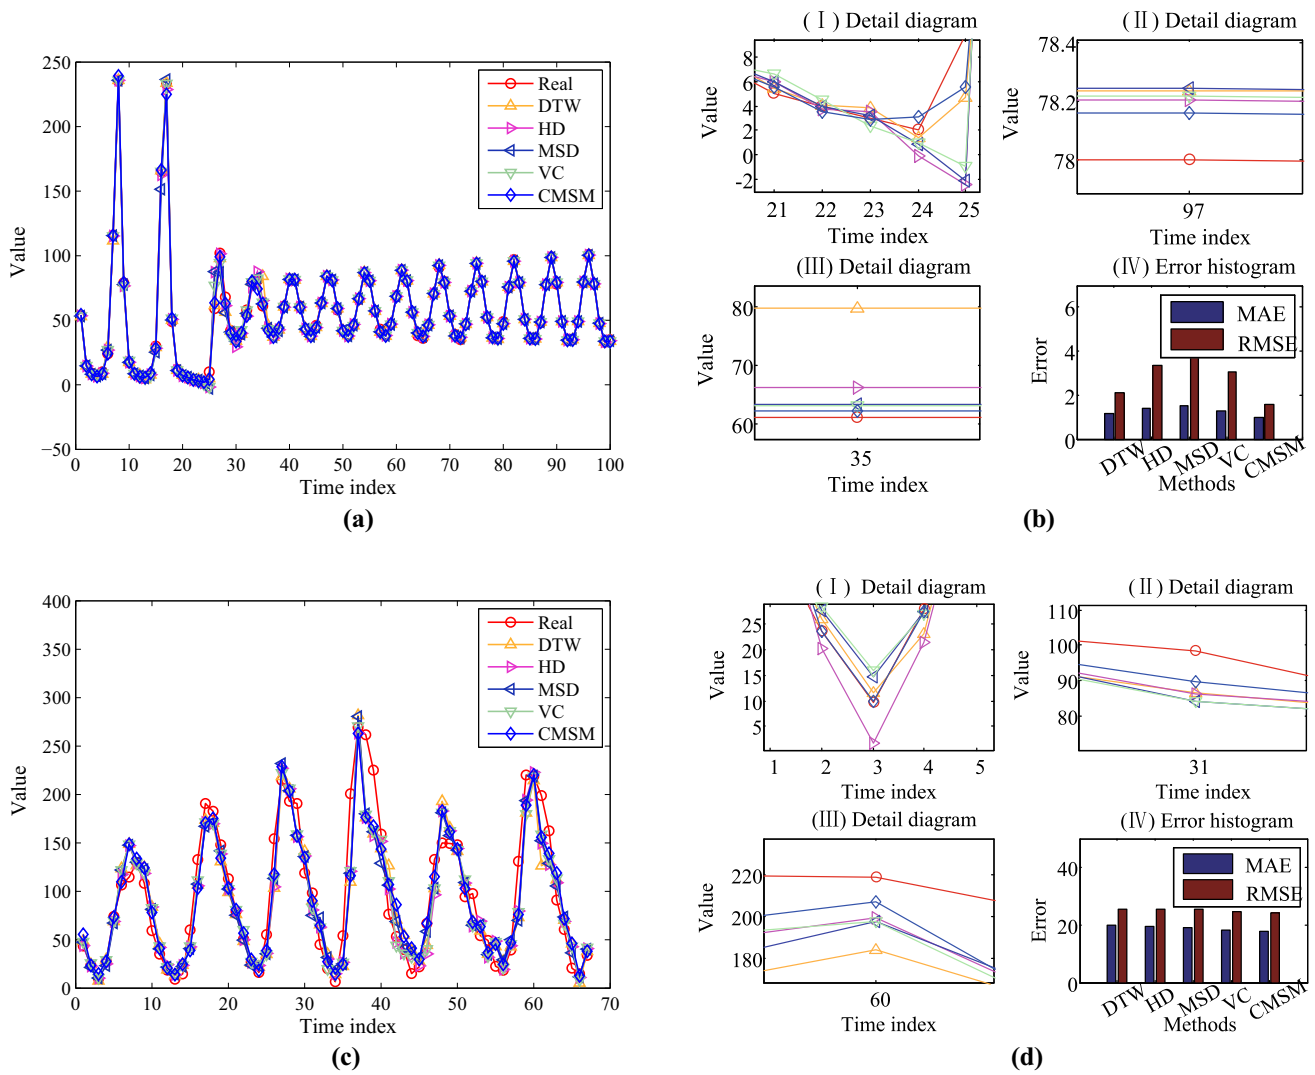 250
200
150
100
50
0
−50
0 10 20 30 40 50 60 70 80 90 100
Value
Time index
Real
DTW
HD
MSD
VC
CMSM
(a)
(Ⅰ) Detail diagram
8
6
4
2
0
-2
21 22 23 24 25
Value
Time index
(Ⅱ) Detail diagram
78.4
78.2
78
97
Value
Time index
(III) Detail diagram
80
70
60
35
Value
Time index
(Ⅳ) Error histogram
6
4
2
0
Error
MAE
RMSE
DTW HD MSD VC CMSM
Methods
(b)
400
350
300
250
200
150
100
50
0
0 10 20 30 40 50 60 70
Value
Time index
Real
DTW
HD
MSD
VC
CMSM
(c)
(Ⅰ) Detail diagram
25
20
15
10
5
1 2 3 4 5
Value
Time index
(Ⅱ) Detail diagram
110
100
90
80
31
Value
Time index
(III) Detail diagram
220
200
180
60
Value
Time index
(Ⅳ) Error histogram
40
20
0
Error
MAE
RMSE
DTW HD MSD VC CMSM
Methods
(d)